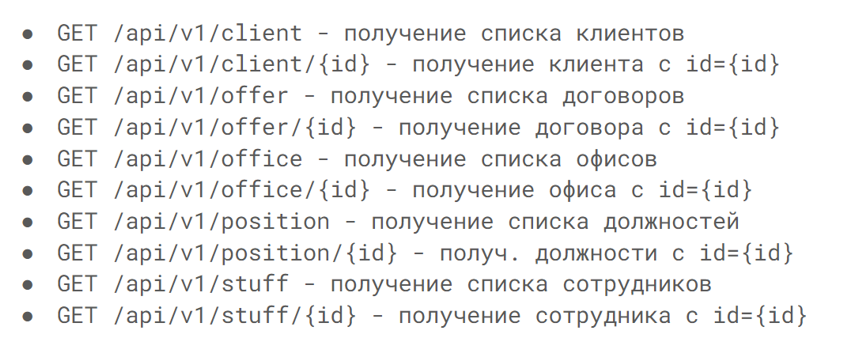 ● GET /api/v1/client - получение списка клиентов
● GET /api/v1/client/{id} - получение клиента с id={id}
● GET /api/v1/offer - получение списка договоров
● GET /api/v1/offer/{id} - получение договора с id={id}
● GET /api/v1/office - получение списка офисов
● GET /api/v1/office/{id} - получение офиса с id={id}
● GET /api/v1/position - получение списка должностей
● GET /api/v1/position/{id} - получ. должности с id={id}
● GET /api/v1/stuff - получение списка сотрудников
● GET /api/v1/stuff/{id} - получение сотрудника с id={id}